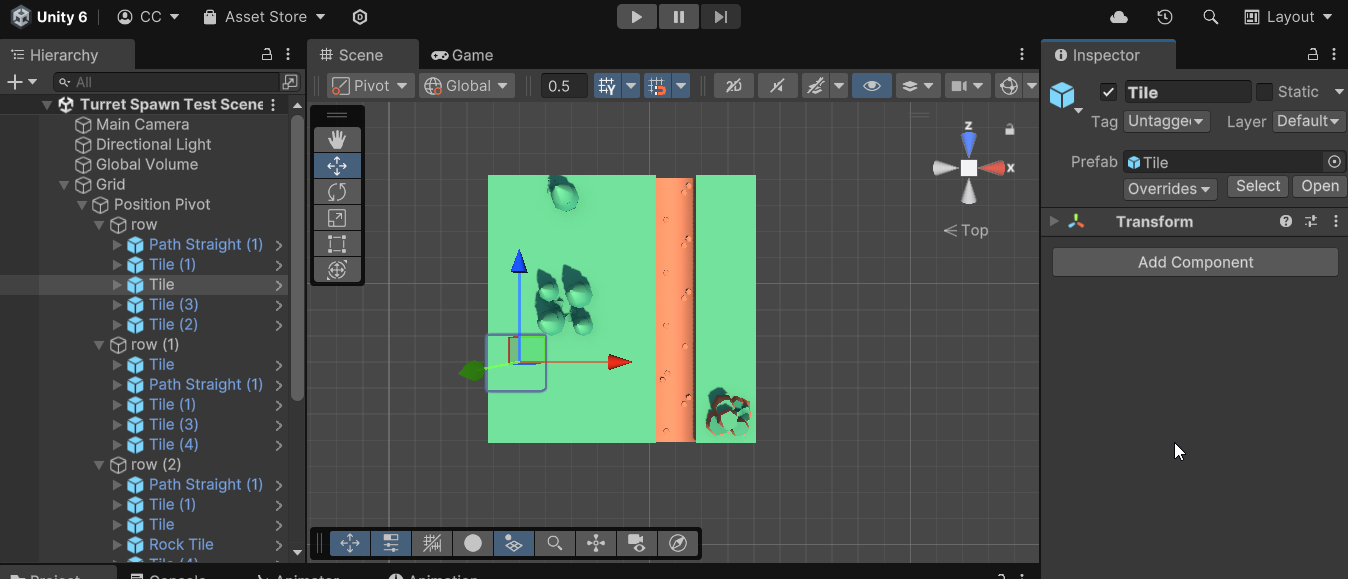 Unity 6 CC Asset Store Layout
Hierarchy Scene Game Inspector
All Pivot Global 0.5 2D Tile Static
Turret Spawn Test Scene
Tag Untagge Layer Default
Main Camera
Directional Light
Global Volume
Prefab Tile
Grid
Overrides Select Open
Position Pivot
row
Transform
Path Straight (1)
Tile (1)
Add Component
Tile
Tile (3)
Tile (2)
row (1)
Tile
Path Straight (1)
Tile (1)
Tile (3)
Tile (4)
row (2)
Path Straight (1)
Tile (1)
Tile
Rock Tile
Tile (4)
z
x
Top
Project Console Animator Animation